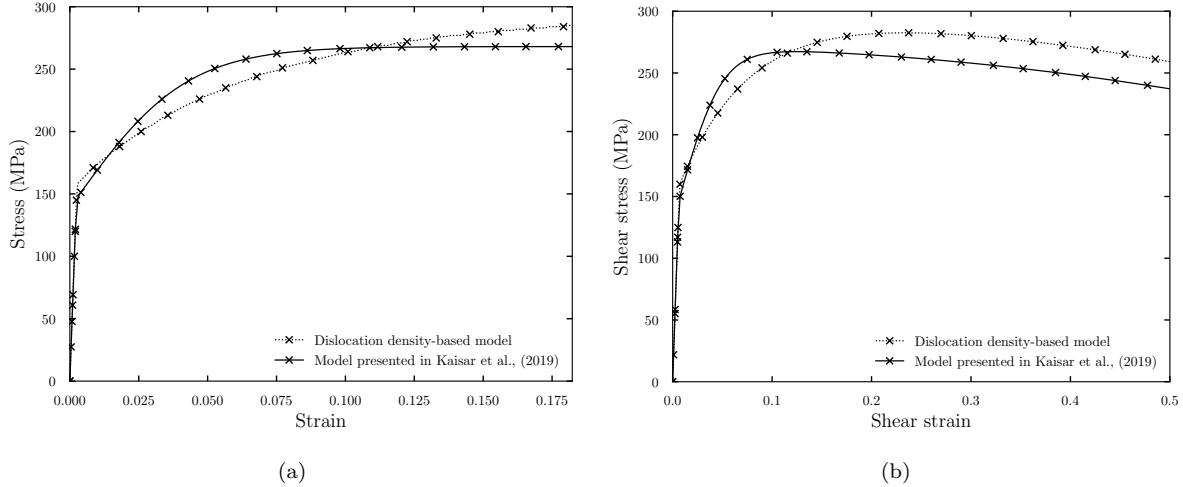 300
250
200
150
100
50
0
Stress (MPa)
Dislocation density-based model
Model presented in Kaisar et al., (2019)
0.000 0.025 0.050 0.075 0.100 0.125 0.150 0.175
Strain
(a)
300
250
200
150
100
50
0
Shear stress (MPa)
Dislocation density-based model
Model presented in Kaisar et al., (2019)
0.0 0.1 0.2 0.3 0.4 0.5
Shear strain
(b)